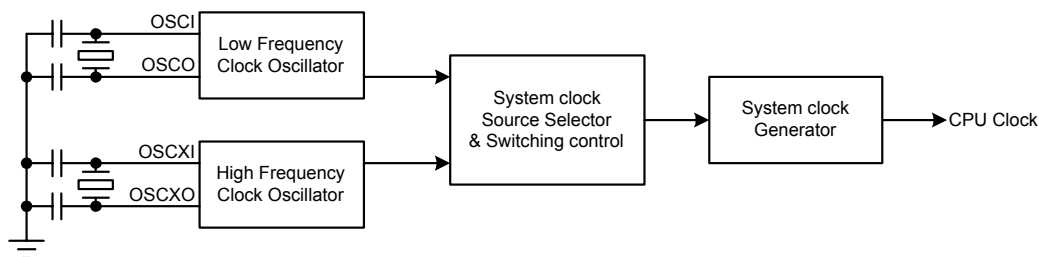 OSCI
OSCO
Low Frequency
Clock Oscillator
OSCXI
OSCXO
High Frequency
Clock Oscillator
System clock
Source Selector
& Switching control
System clock
Generator
CPU Clock